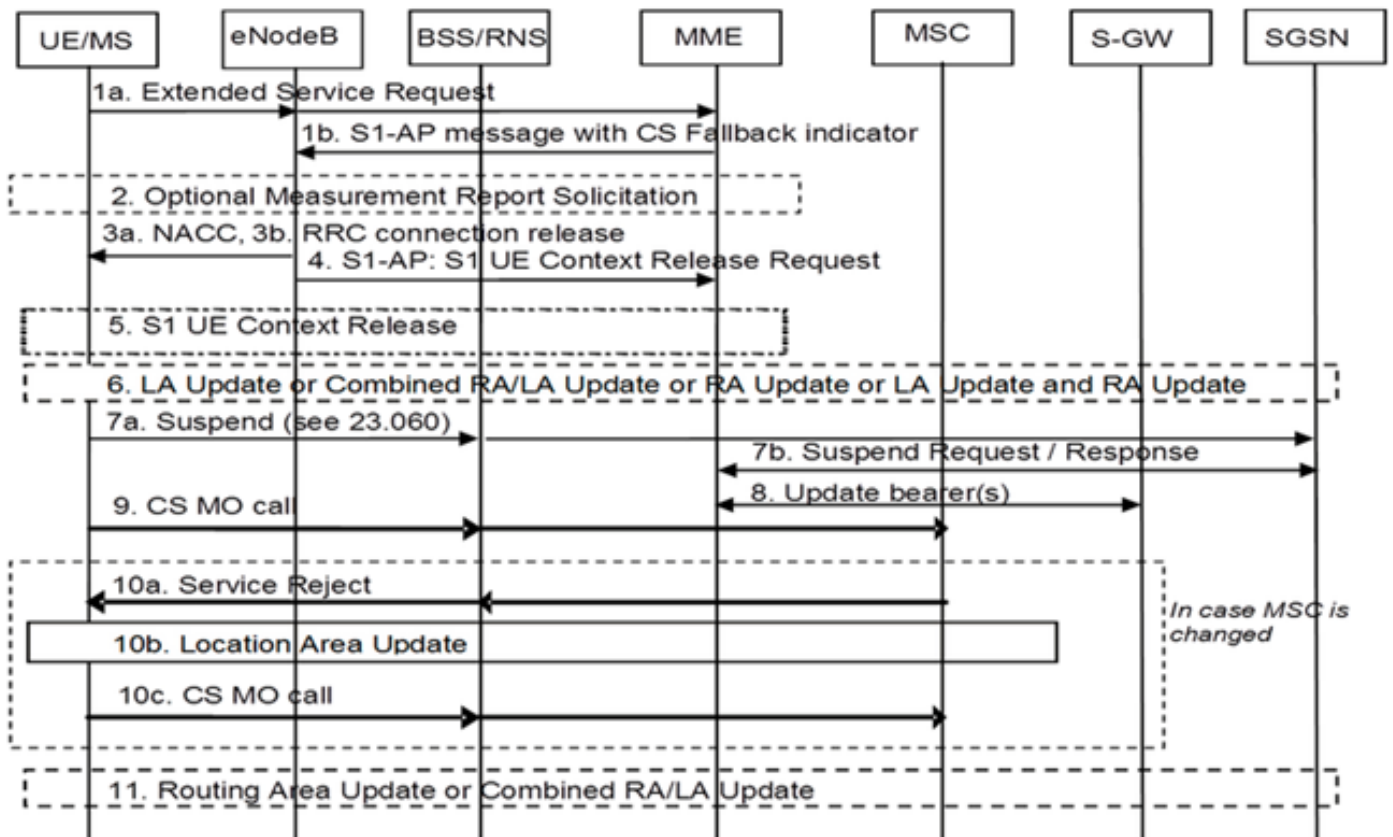 UE/MS
eNodeB
BSS/RNS
MME
MSC
S-GW
SGSN
1a. Extended Service Request
1b. S1-AP message with CS Fallback indicator
2. Optional Measurement Report Solicitation
3a. NACC, 3b. RRC connection release
4. S1-AP: S1 UE Context Release Request
5. S1 UE Context Release
6. LA Update or Combined RA/LA Update or RA Update or LA Update and RA Update
7a. Suspend (see 23.060)
7b. Suspend Request / Response
8. Update bearer(s)
9. CS MO call
10a. Service Reject
In case MSC is
changed
10b. Location Area Update
10c. CS MO call
11. Routing Area Update or Combined RA/LA Update